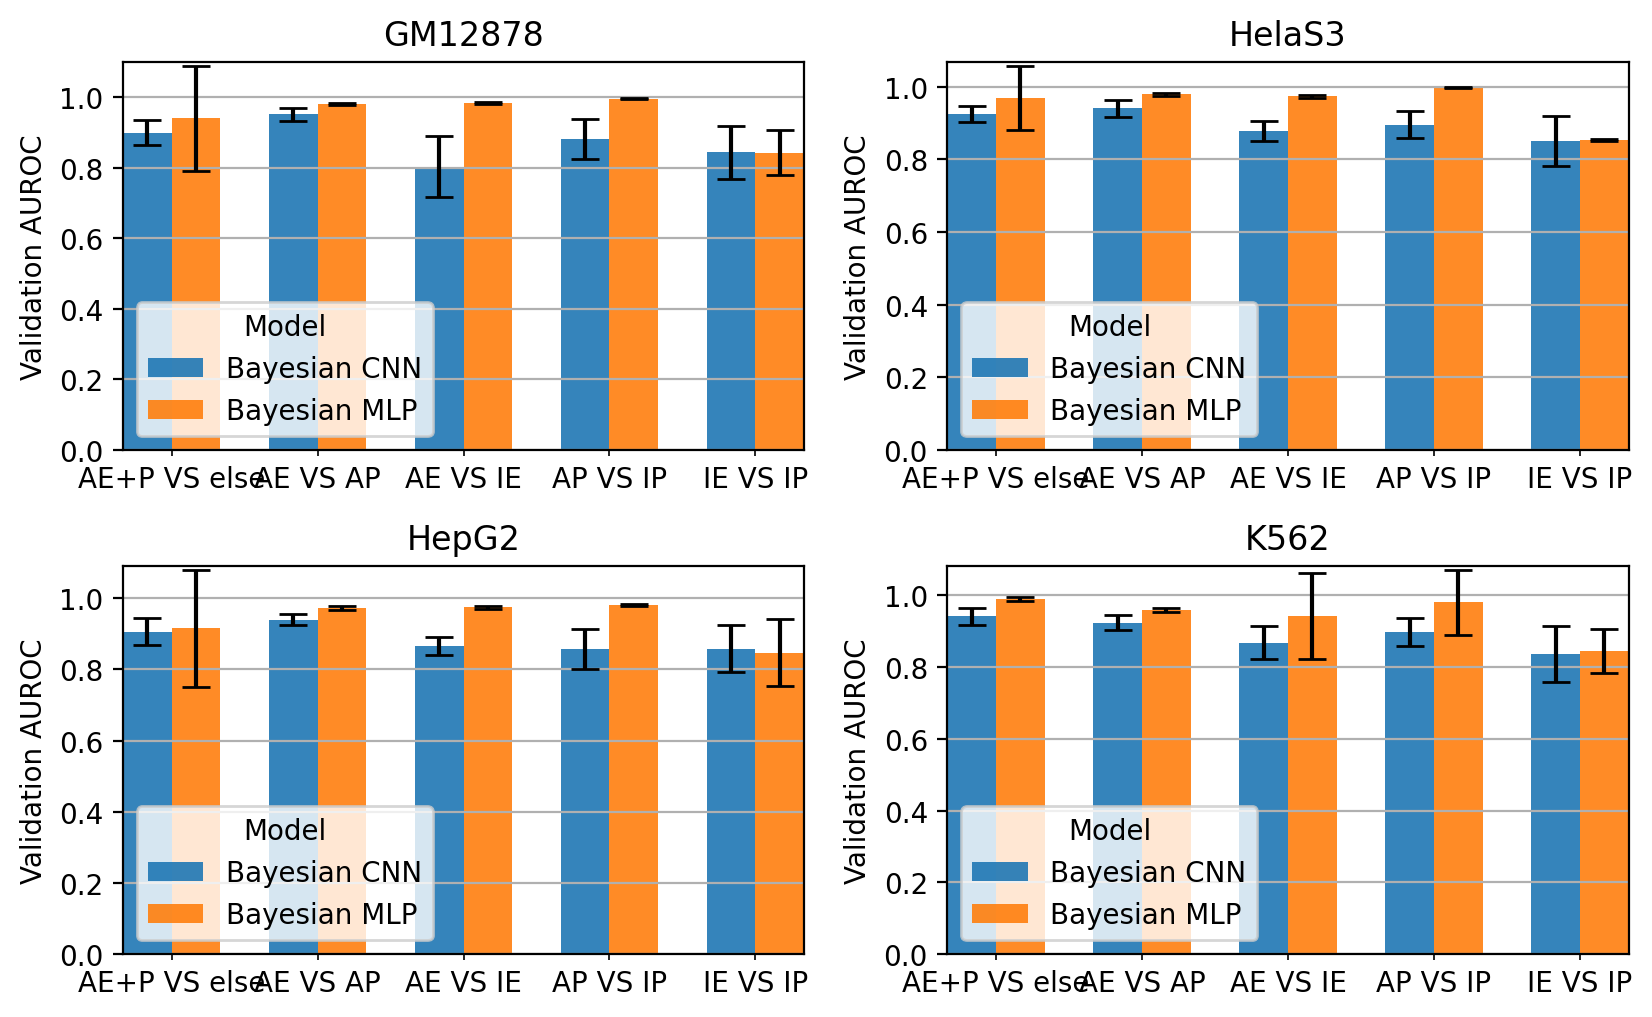 GM12878
Validation AUROC
1.0
0.8
0.6
0.4
0.2
0.0
Model
Bayesian CNN
Bayesian MLP
AE+P VS else
AE VS AP
AE VS IE
AP VS IP
IE VS IP
HelaS3
Validation AUROC
1.0
0.8
0.6
0.4
0.2
0.0
Model
Bayesian CNN
Bayesian MLP
AE+P VS else
AE VS AP
AE VS IE
AP VS IP
IE VS IP
HepG2
Validation AUROC
1.0
0.8
0.6
0.4
0.2
0.0
Model
Bayesian CNN
Bayesian MLP
AE+P VS else
AE VS AP
AE VS IE
AP VS IP
IE VS IP
K562
Validation AUROC
1.0
0.8
0.6
0.4
0.2
0.0
Model
Bayesian CNN
Bayesian MLP
AE+P VS else
AE VS AP
AE VS IE
AP VS IP
IE VS IP